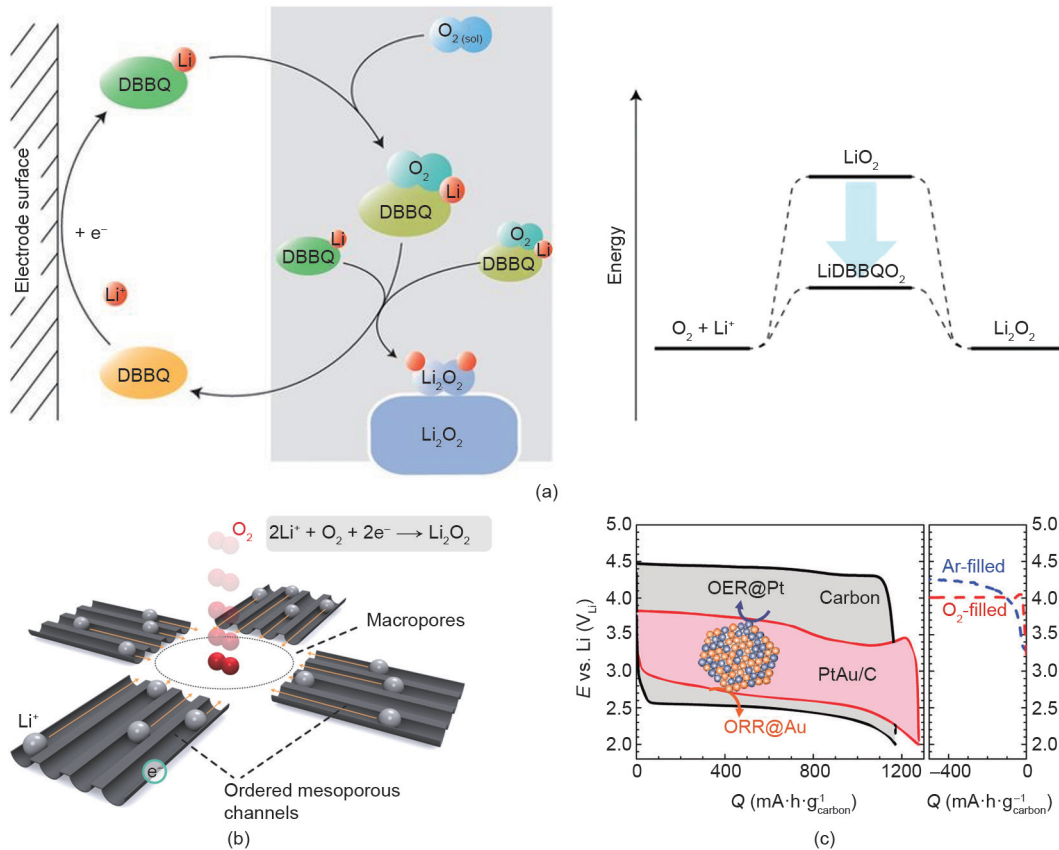 Electrode surface
Li
DBBQ
+ e⁻
Li⁺
DBBQ
O₂ (sol)
O₂
Li
DBBQ
Li
DBBQ
O₂
Li
DBBQ
Li₂O₂
Li₂O₂
Energy
LiO₂
LiDBBQO₂
O₂ + Li⁺
Li₂O₂
(a)
O₂
2Li⁺ + O₂ + 2e⁻ → Li₂O₂
Macropores
Li⁺
e⁻
Ordered mesoporous
channels
(b)
E vs. Li (V_Li)
5.0
4.5
4.0
3.5
3.0
2.5
2.0
OER@Pt
Carbon
PtAu/C
ORR@Au
0
400
800
1200
Q (mA·h·g⁻¹carbon)
Ar-filled
O₂-filled
5.0
4.5
4.0
3.5
3.0
2.5
2.0
−400
0
Q (mA·h·g⁻¹carbon)
(c)